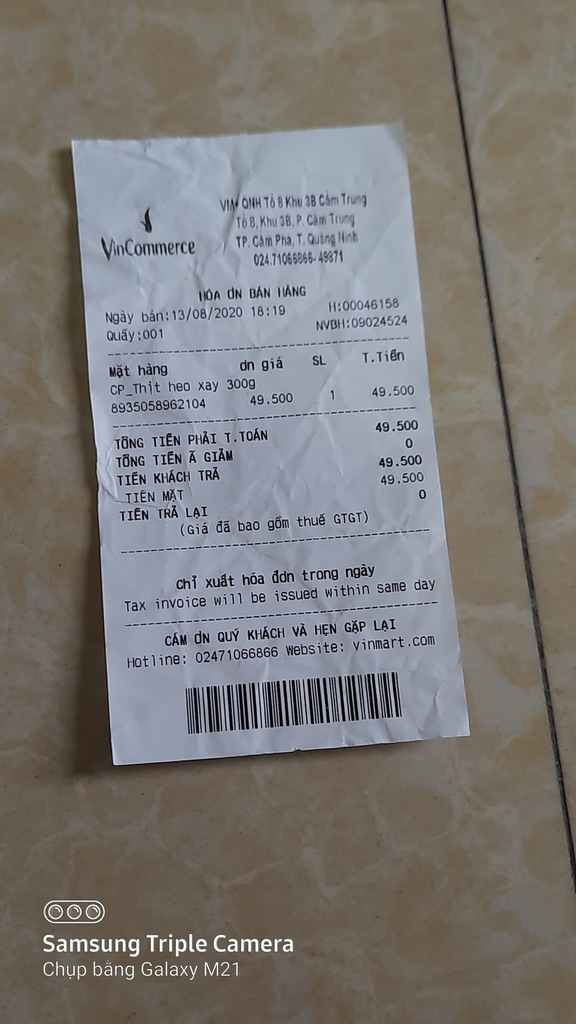 VinCommerce
VM+ QNH Tổ 8 Khu 3B Cẩm Trung
Tổ 8, Khu 3B, P. Cẩm Trung
TP. Cẩm Phả, T. Quảng Ninh
024.71066866-49871
HÓA ƠN BÁN HÀNG
Ngày bán:13/08/2020 18:19 H:00046158
Quầy:001 NVBH:09024524
Mặt hàng ơn giá SL T.Tiền
CP_Thịt heo xay 300g
8935058962104 49.500 1 49.500
TỔNG TIỀN PHẢI T.TOÁN 49.500
TỔNG TIỀN Ã GIẢM 0
TIỀN KHÁCH TRẢ 49.500
TIỀN MẶT 49.500
TIỀN TRẢ LẠI 0
(Giá đã bao gồm thuế GTGT)
Chỉ xuất hóa đơn trong ngày
Tax invoice will be issued within same day
CÁM ƠN QUÝ KHÁCH VÀ HẸN GẶP LẠI
Hotline: 02471066866 Website: vinmart.com
Samsung Triple Camera
Chụp bằng Galaxy M21